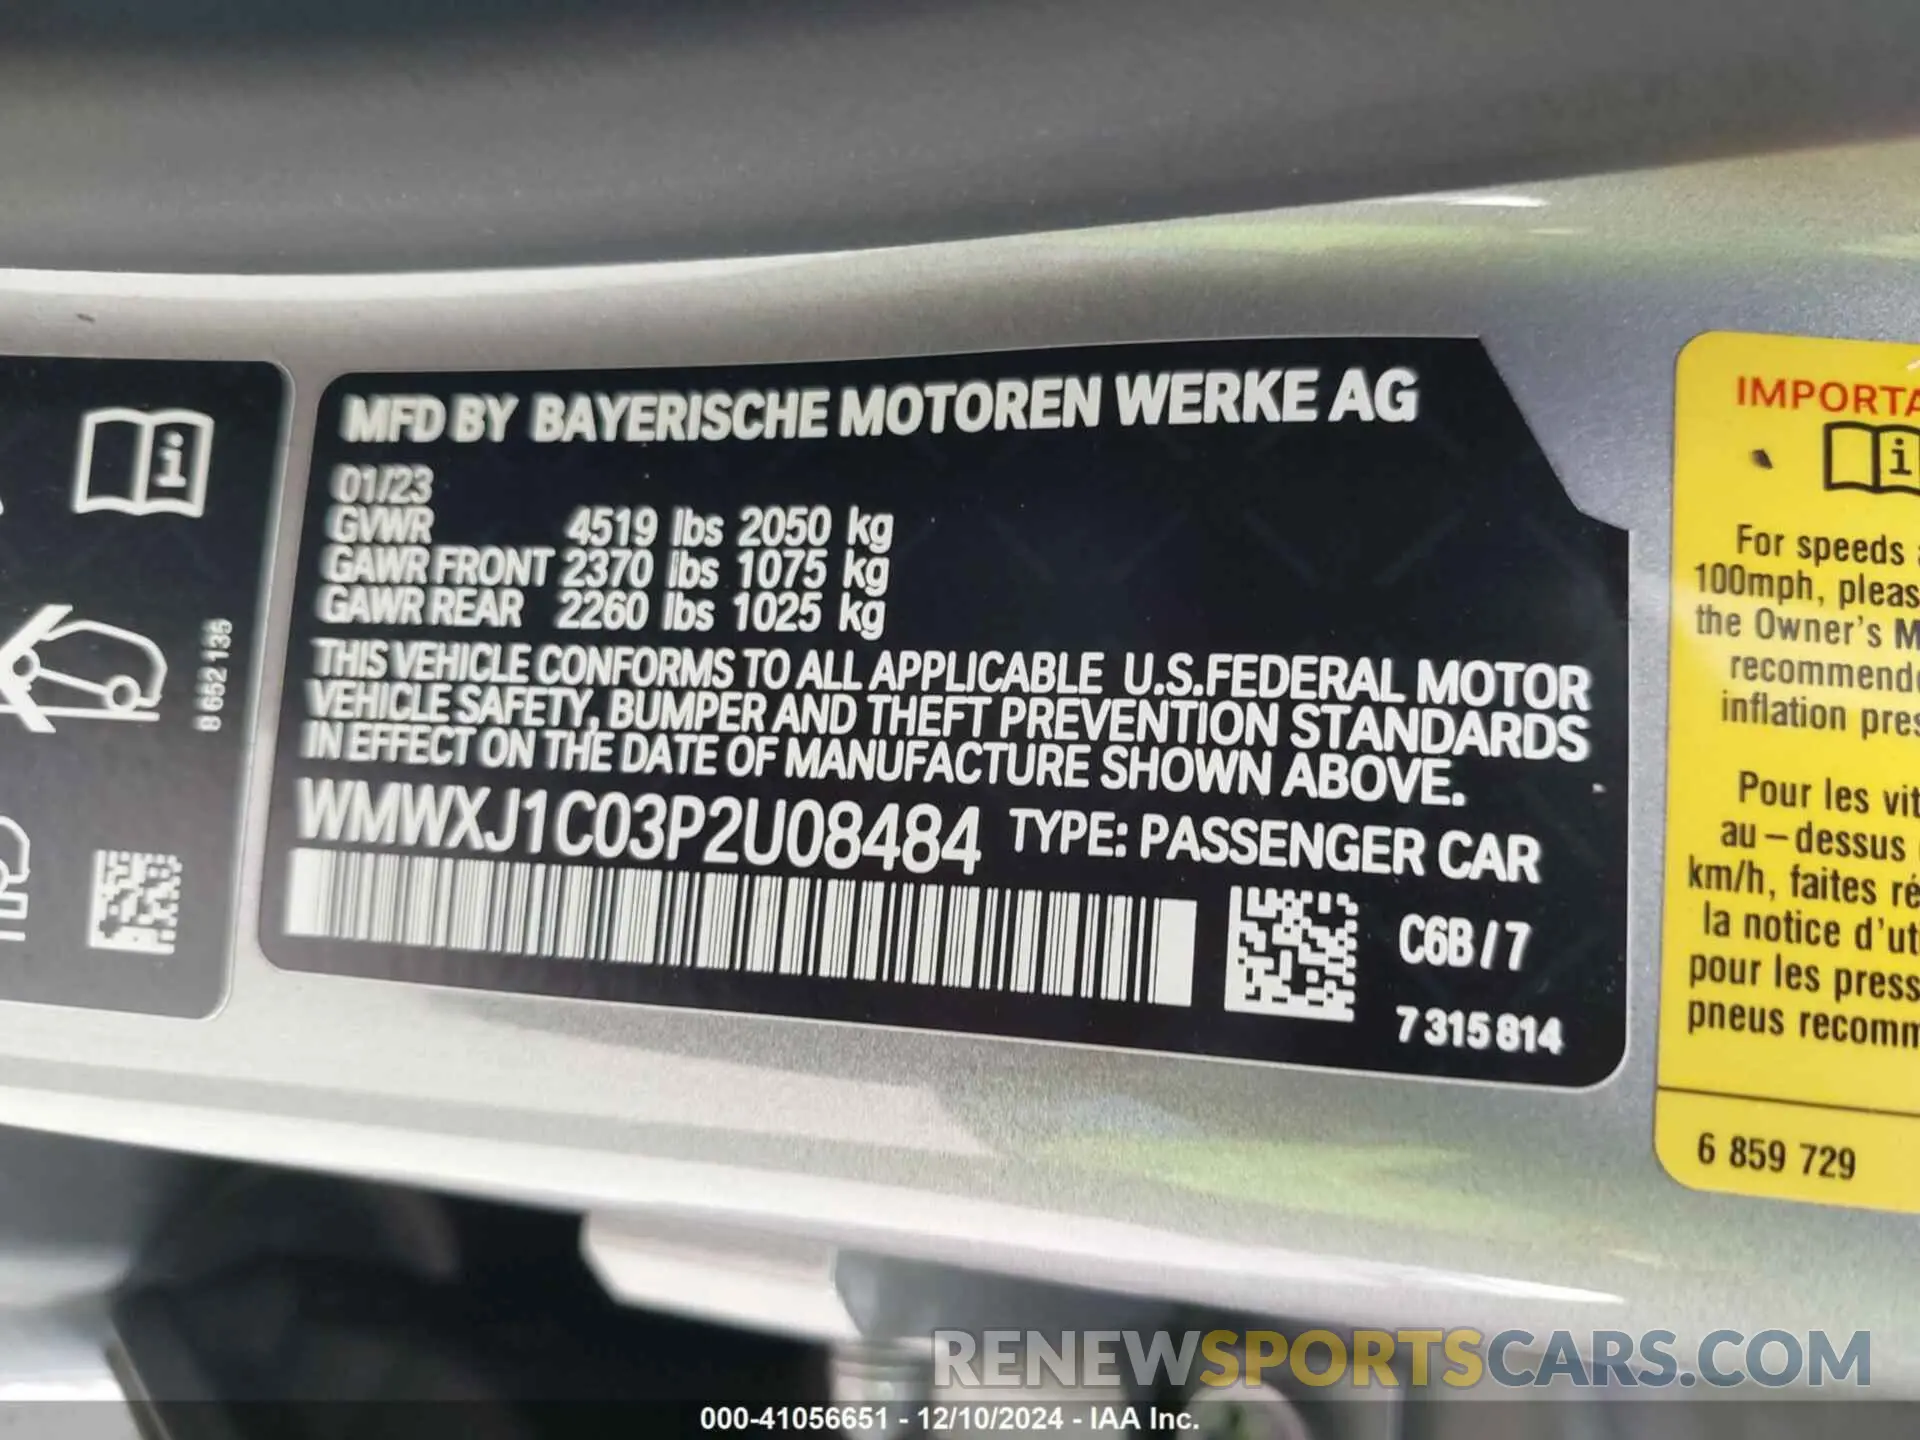 8 652 135
MFD BY BAYERISCHE MOTOREN WERKE AG
01/23
GVWR 4519 lbs 2050 kg
GAWR FRONT 2370 lbs 1075 kg
GAWR REAR 2260 lbs 1025 kg
THIS VEHICLE CONFORMS TO ALL APPLICABLE U.S.FEDERAL MOTOR
VEHICLE SAFETY, BUMPER AND THEFT PREVENTION STANDARDS
IN EFFECT ON THE DATE OF MANUFACTURE SHOWN ABOVE.
WMWXJ1C03P2U08484 TYPE: PASSENGER CAR
C6B / 7
7 315 814
IMPORTA
For speeds
100mph, pleas
the Owner's M
recommend
inflation pres
Pour les vit
au – dessus
km/h, faites ré
la notice d'ut
pour les press
pneus recomm
6 859 729
RENEWSPORTSCARS.COM
000-41056651 - 12/10/2024 - IAA Inc.